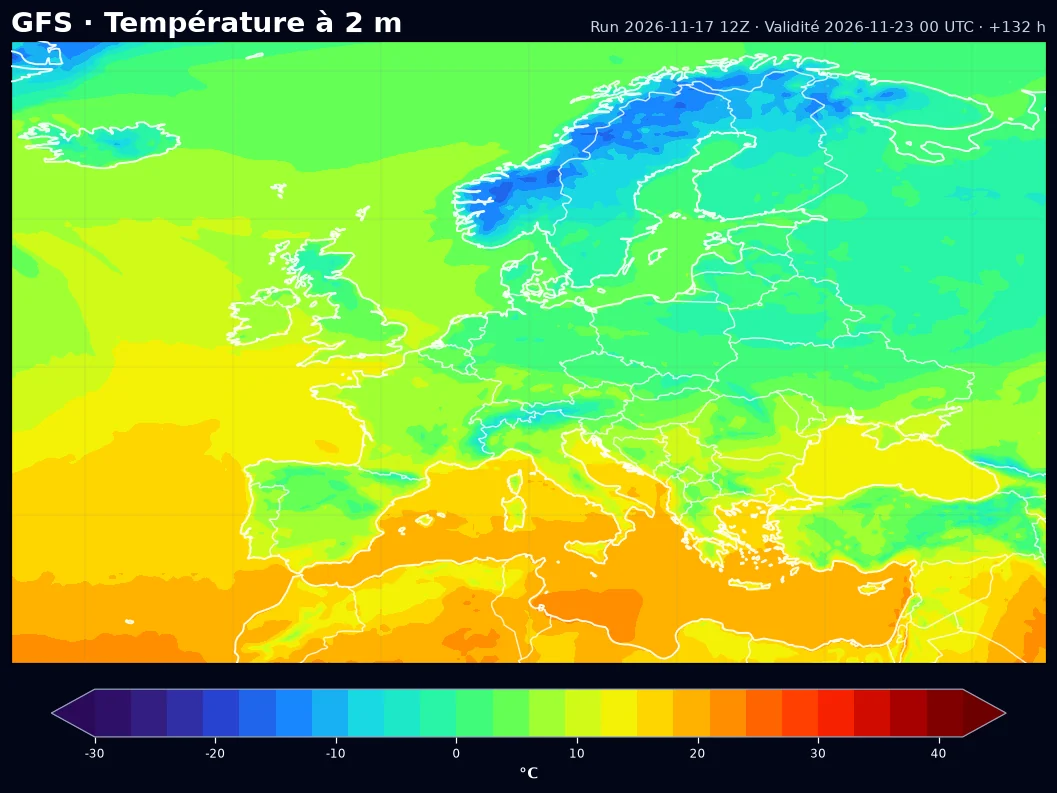 GFS · Température à 2 m
Run 2026-11-17 12Z · Validité 2026-11-23 00 UTC · +132 h
-30 -20 -10 0 10 20 30 40
°C